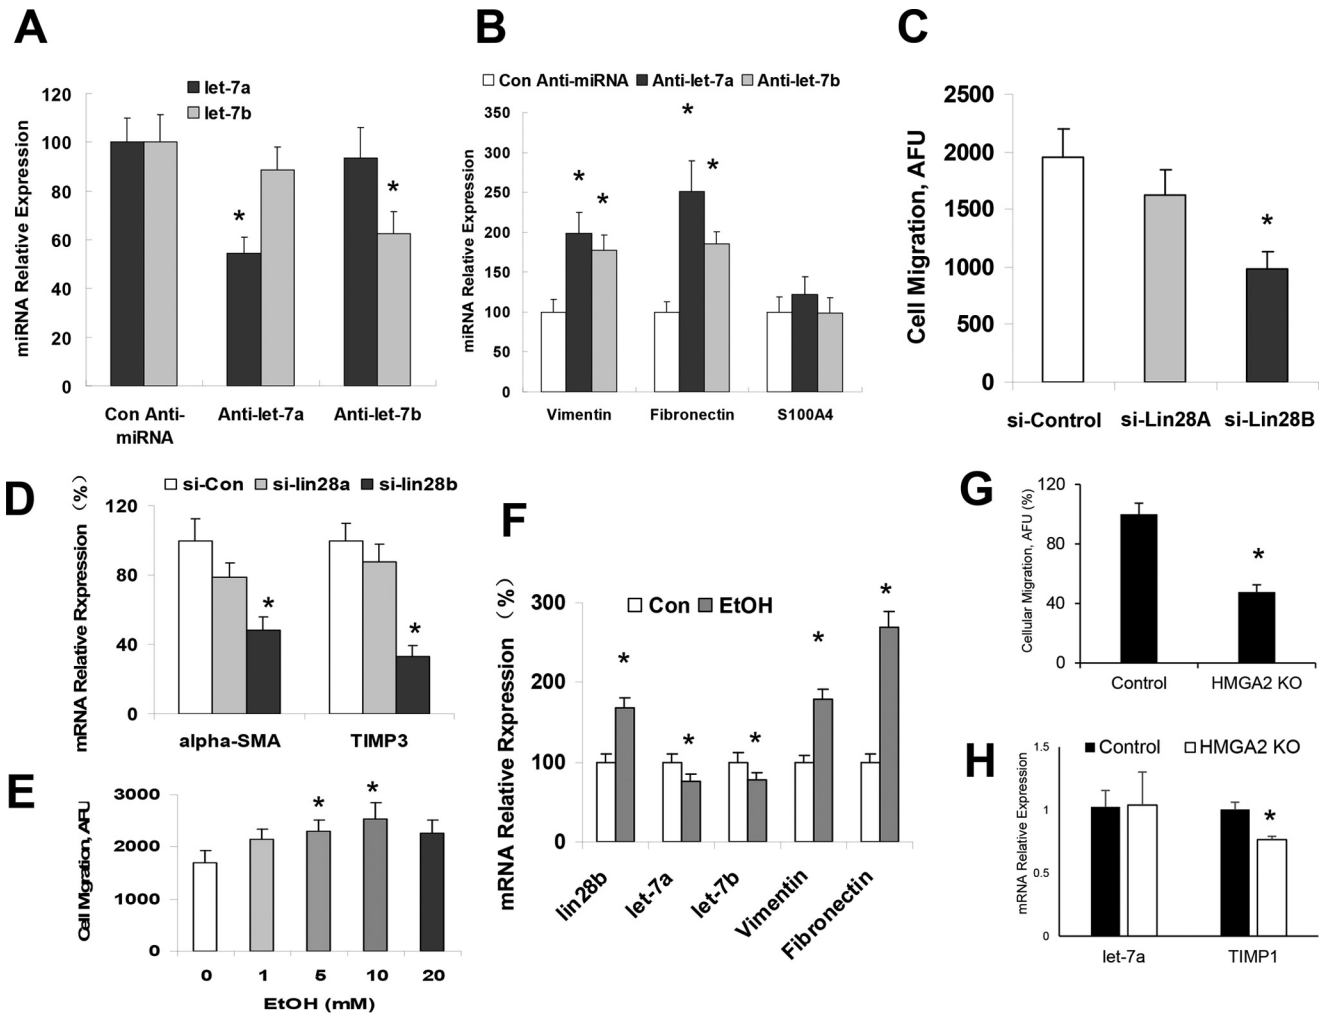 A
let-7a
let-7b
miRNA Relative Expression
120
100
80
60
40
20
0
*
*
Con Anti-
miRNA
Anti-let-7a
Anti-let-7b
B
Con Anti-miRNA
Anti-let-7a
Anti-let-7b
miRNA Relative Expression
350
300
250
200
150
100
50
0
*
*
*
*
Vimentin
Fibronectin
S100A4
C
Cell Migration, AFU
2500
2000
1500
1000
500
0
*
si-Control
si-Lin28A
si-Lin28B
D
si-Con
si-lin28a
si-lin28b
mRNA Relative Rxpression (%)
120
80
40
0
*
*
alpha-SMA
TIMP3
E
Cell Migration, AFU
3000
2000
1000
0
*
*
0
1
5
10
20
EtOH (mM)
F
Con
EtOH
mRNA Relative Rxpression (%)
300
200
100
0
*
*
*
*
*
lin28b
let-7a
let-7b
Vimentin
Fibronectin
G
Cellular Migration, AFU (%)
120
80
40
0
*
Control
HMGA2 KO
H
Control
HMGA2 KO
mRNA Relative Expression
1.5
1
0.5
0
*
let-7a
TIMP1